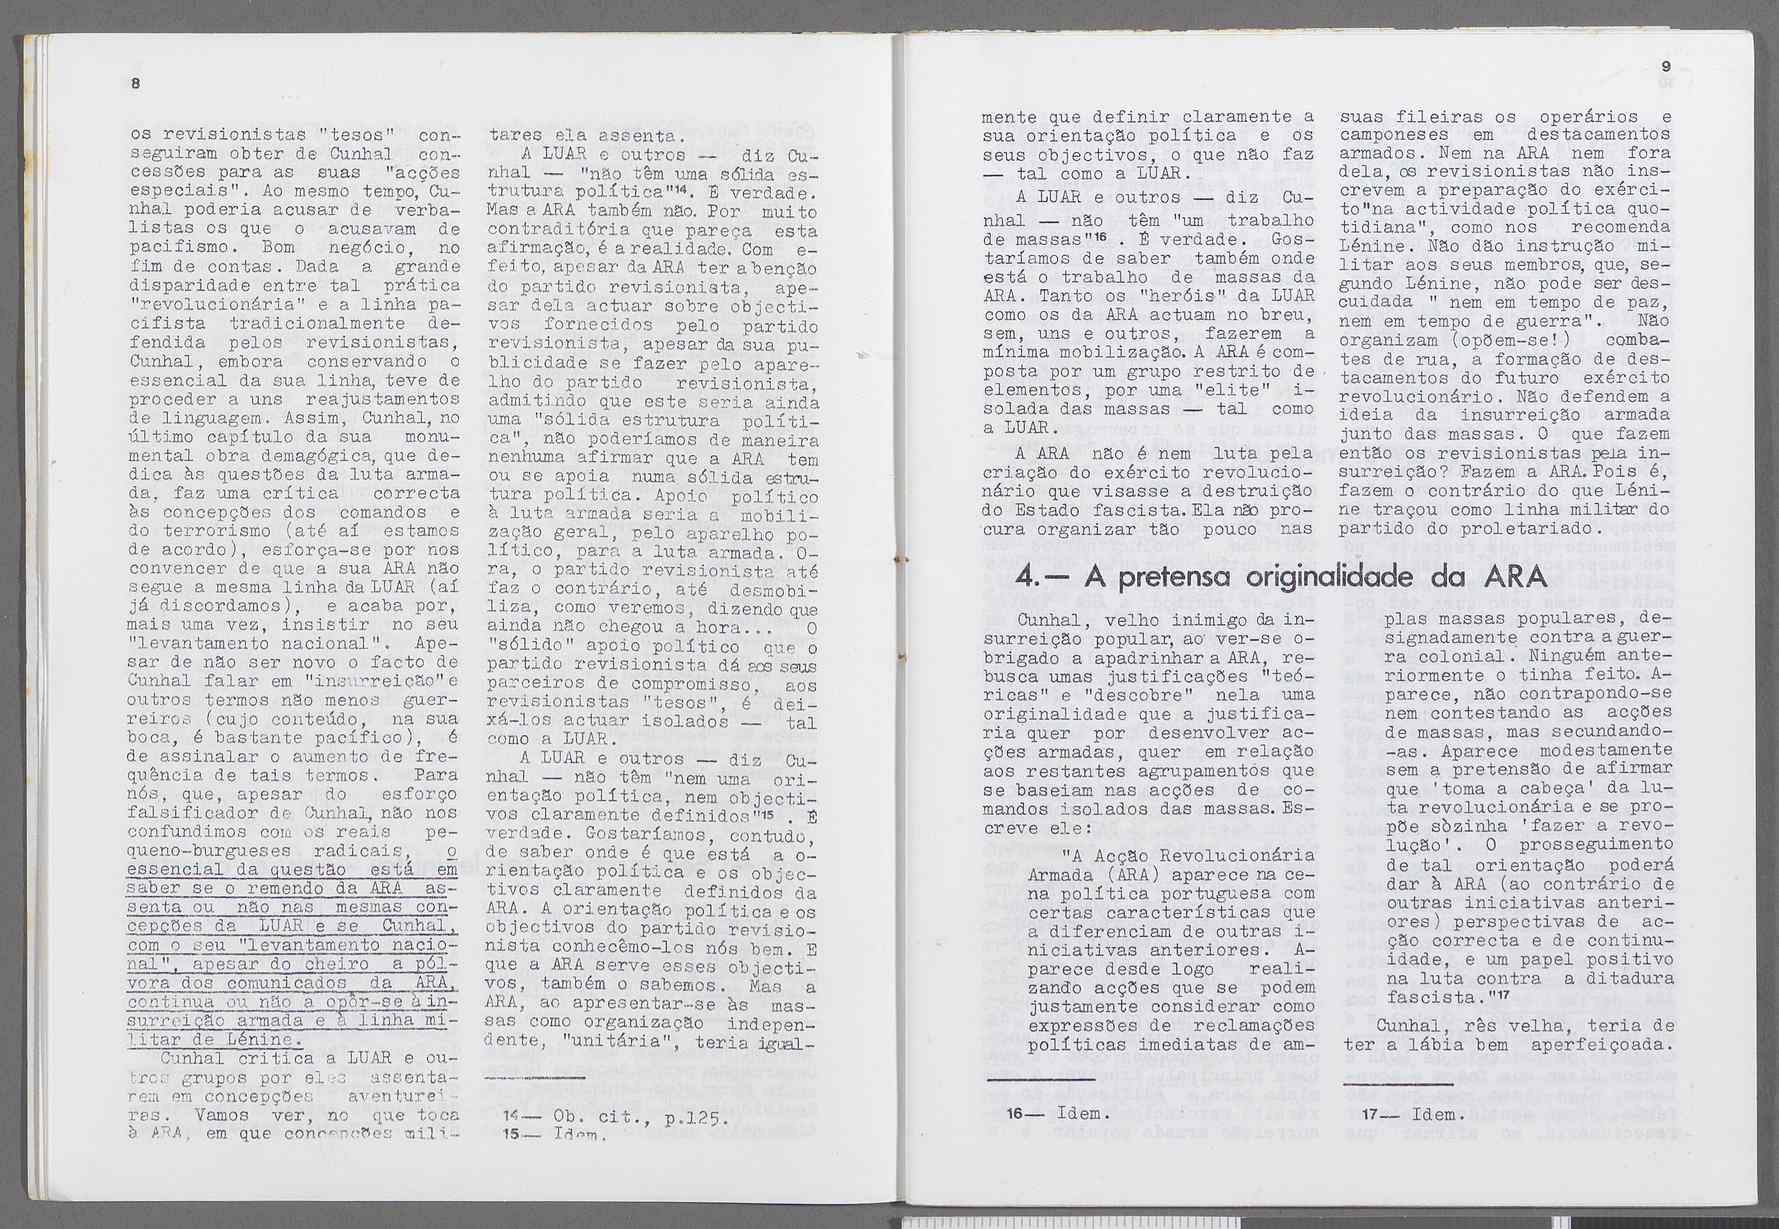 8
os revisionistas "tesos" con-
seguiram obter de Cunhal con-
cessões para as suas "acções
especiais". Ao mesmo tempo, Cu-
nhal poderia acusar de verba-
listas os que o acusavam de
pacifismo. Bom negócio, no
fim de contas. Dada a grande
disparidade entre tal prática
"revolucionária" e a linha pa-
cifista tradicionalmente de-
fendida pelos revisionistas,
Cunhal, embora conservando o
essencial da sua linha, teve de
proceder a uns reajustamentos
de linguagem. Assim, Cunhal, no
último capítulo da sua monu-
mental obra demagógica, que de-
dica às questões da luta arma-
da, faz uma crítica correcta
às concepções dos comandos e
do terrorismo (até aí estamos
de acordo), esforça-se por nos
convencer de que a sua ARA não
segue a mesma linha da LUAR (aí
já discordamos), e acaba por,
mais uma vez, insistir no seu
"levantamento nacional". Ape-
sar de não ser novo o facto de
Cunhal falar em "insurreição" e
outros termos não menos guer-
reiros (cujo conteúdo, na sua
boca, é bastante pacífico), é
de assinalar o aumento de fre-
quência de tais termos. Para
nós, que, apesar do esforço
falsificador de Cunhal, não nos
confundimos com os reais pe-
queno-burgueses radicais, o
essencial da questão está em
saber se o remendo da ARA as-
senta ou não nas mesmas con-
cepções da LUAR e se Cunhal,
com o seu "levantamento nacio-
nal", apesar do cheiro a pól-
vora dos comunicados da ARA,
continua ou não a opôr-se à in-
surreição armada e à linha mi-
litar de Lénine.
Cunhal critica a LUAR e ou-
tros grupos por eles assenta-
rem em concepções aventurei-
ras. Vamos ver, no que toca
à ARA, em que concepções mili-
tares ela assenta.
A LUAR e outros — diz Cu-
nhal — "não têm uma sólida es-
trutura política"14. É verdade.
Mas a ARA também não. Por muito
contraditória que pareça esta
afirmação, é a realidade. Com e-
feito, apesar da ARA ter a benção
do partido revisionista, ape-
sar dela actuar sobre objecti-
vos fornecidos pelo partido
revisionista, apesar da sua pu-
blicidade se fazer pelo apare-
lho do partido revisionista,
admitindo que este seria ainda
uma "sólida estrutura políti-
ca", não poderíamos de maneira
nenhuma afirmar que a ARA tem
ou se apoia numa sólida estru-
tura política. Apoio político
à luta armada seria a mobili-
zação geral, pelo aparelho po-
lítico, para a luta armada. O-
ra, o partido revisionista até
faz o contrário, até desmobi-
liza, como veremos, dizendo que
ainda não chegou a hora... O
"sólido" apoio político que o
partido revisionista dá aos seus
parceiros de compromisso, aos
revisionistas "tesos", é dei-
xá-los actuar isolados — tal
como a LUAR.
A LUAR e outros — diz Cu-
nhal — não têm "nem uma ori-
entação política, nem objecti-
vos claramente definidos"15 . É
verdade. Gostaríamos, contudo,
de saber onde é que está a o-
rientação política e os objec-
tivos claramente definidos da
ARA. A orientação política e os
objectivos do partido revisio-
nista conhecêmo-los nós bem. E
que a ARA serve esses objecti-
vos, também o sabemos. Mas a
ARA, ao apresentar-se às mas-
sas como organização indepen-
dente, "unitária", teria igual-
14— Ob. cit., p.125.
15— Idem.
9
mente que definir claramente a
sua orientação política e os
seus objectivos, o que não faz
— tal como a LUAR.
A LUAR e outros — diz Cu-
nhal — não têm "um trabalho
de massas"16 . É verdade. Gos-
taríamos de saber também onde
está o trabalho de massas da
ARA. Tanto os "heróis" da LUAR
como os da ARA actuam no breu,
sem, uns e outros, fazerem a
mínima mobilização. A ARA é com-
posta por um grupo restrito de
elementos, por uma "elite" i-
solada das massas — tal como
a LUAR.
A ARA não é nem luta pela
criação do exército revolucio-
nário que visasse a destruição
do Estado fascista. Ela não pro-
cura organizar tão pouco nas
suas fileiras os operários e
camponeses em destacamentos
armados. Nem na ARA nem fora
dela, os revisionistas não ins-
crevem a preparação do exérci-
to"na actividade política quo-
tidiana", como nos recomenda
Lénine. Não dão instrução mi-
litar aos seus membros, que, se-
gundo Lénine, não pode ser des-
cuidada " nem em tempo de paz,
nem em tempo de guerra". Não
organizam (opõem-se!) comba-
tes de rua, a formação de des-
tacamentos do futuro exército
revolucionário. Não defendem a
ideia da insurreição armada
junto das massas. O que fazem
então os revisionistas pela in-
surreição? Fazem a ARA. Pois é,
fazem o contrário do que Léni-
ne traçou como linha militar do
partido do proletariado.
4.— A pretensa originalidade da ARA
Cunhal, velho inimigo da in-
surreição popular, ao ver-se o-
brigado a apadrinhar a ARA, re-
busca umas justificações "teó-
ricas" e "descobre" nela uma
originalidade que a justifica-
ria quer por desenvolver ac-
ções armadas, quer em relação
aos restantes agrupamentos que
se baseiam nas acções de co-
mandos isolados das massas. Es-
creve ele:
"A Acção Revolucionária
Armada (ARA) aparece na ce-
na política portuguesa com
certas características que
a diferenciam de outras i-
niciativas anteriores. A-
parece desde logo reali-
zando acções que se podem
justamente considerar como
expressões de reclamações
políticas imediatas de am-
plas massas populares, de-
signadamente contra a guer-
ra colonial. Ninguém ante-
riormente o tinha feito. A-
parece, não contrapondo-se
nem contestando as acções
de massas, mas secundando-
-as. Aparece modestamente
sem a pretensão de afirmar
que 'toma a cabeça' da lu-
ta revolucionária e se pro-
põe sòzinha 'fazer a revo-
lução'. O prosseguimento
de tal orientação poderá
dar à ARA (ao contrário de
outras iniciativas anteri-
ores) perspectivas de ac-
ção correcta e de continu-
idade, e um papel positivo
na luta contra a ditadura
fascista."17
Cunhal, rês velha, teria de
ter a lábia bem aperfeiçoada.
16— Idem.
17— Idem.